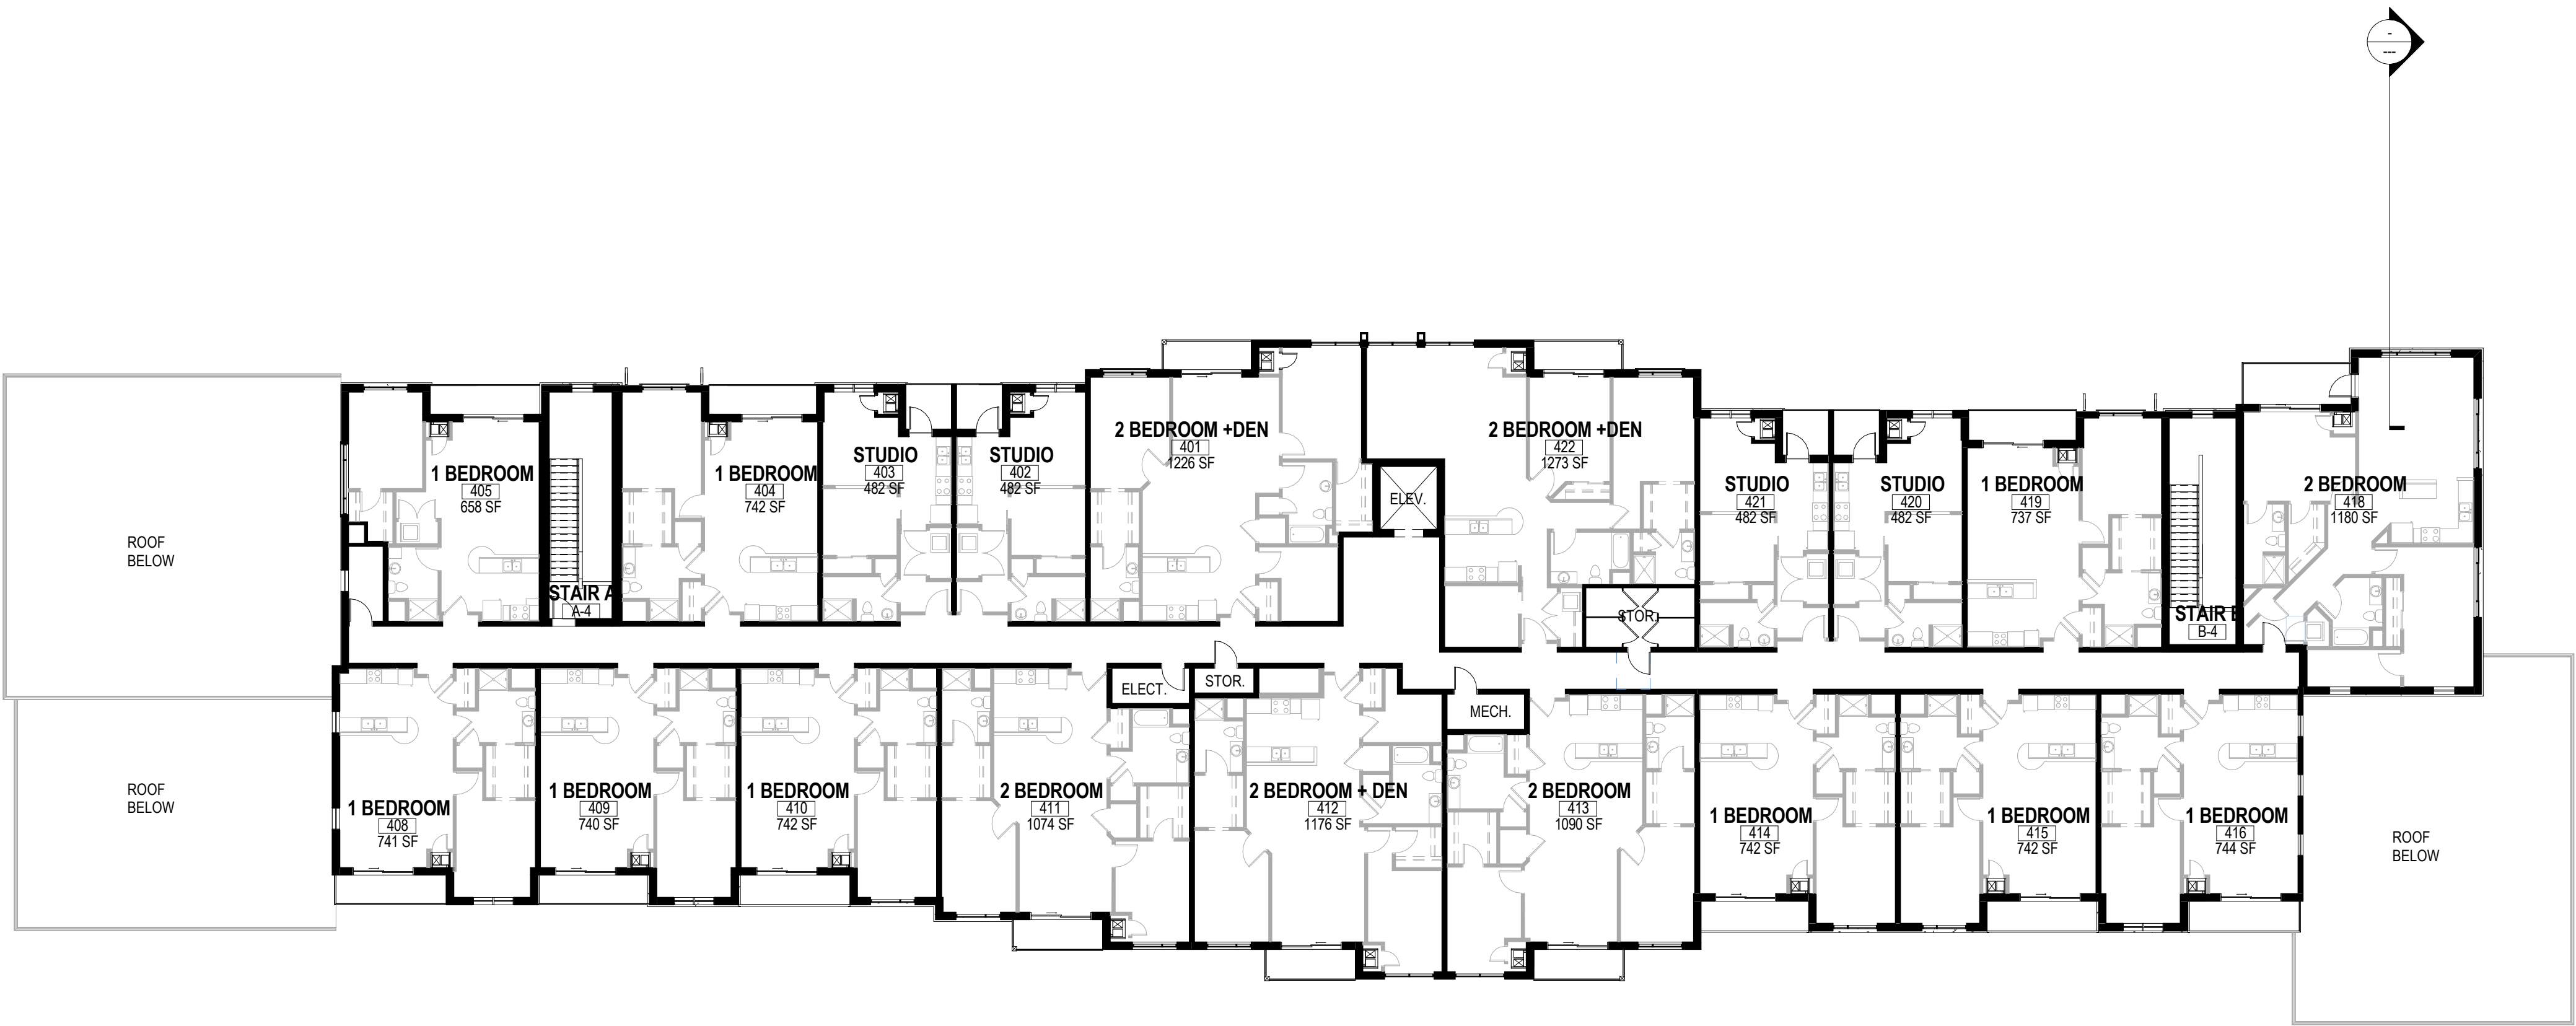 -
---
2 BEDROOM +DEN
401
1226 SF
2 BEDROOM +DEN
422
1273 SF
1 BEDROOM
405
658 SF
1 BEDROOM
404
742 SF
STUDIO
403
482 SF
STUDIO
402
482 SF
ELEV.
STUDIO
421
482 SF
STUDIO
420
482 SF
1 BEDROOM
419
737 SF
2 BEDROOM
418
1180 SF
ROOF
BELOW
STAIR A
A-4
STOR.
STAIR B
B-4
ELECT.
STOR.
MECH.
ROOF
BELOW
1 BEDROOM
408
741 SF
1 BEDROOM
409
740 SF
1 BEDROOM
410
742 SF
2 BEDROOM
411
1074 SF
2 BEDROOM + DEN
412
1176 SF
2 BEDROOM
413
1090 SF
1 BEDROOM
414
742 SF
1 BEDROOM
415
742 SF
1 BEDROOM
416
744 SF
ROOF
BELOW